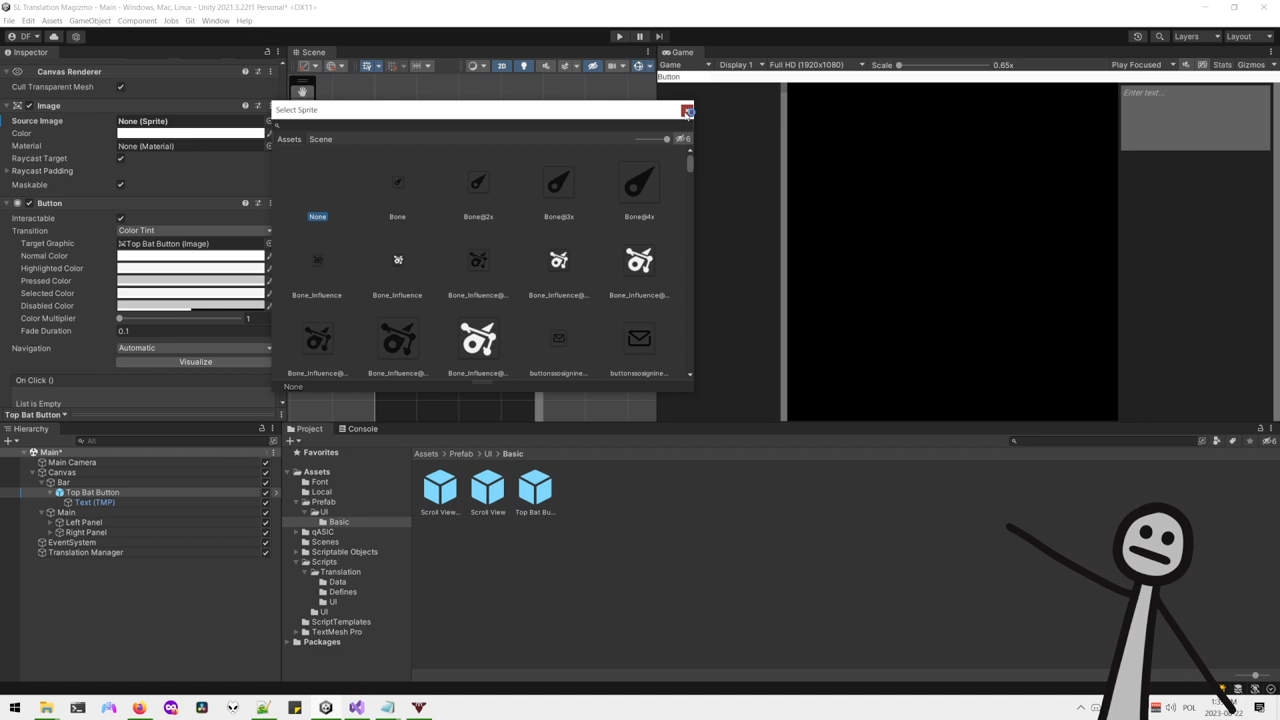 SL Translation Magizmo - Main - Windows, Mac, Linux - Unity 2021.3.22f1 Personal* <DX11>
File Edit Assets GameObject Component Jobs Git Window Help
DF Layers Layout
Inspector
Scene
Game
Canvas Renderer
2D
Game Display 1 Full HD (1920x1080) Scale 0.65x Play Focused Stats Gizmos
Button
Cull Transparent Mesh
Enter text...
Image
Select Sprite
Source Image None (Sprite)
Color
Material None (Material)
Assets Scene 6
Raycast Target
Raycast Padding
Maskable
Button
None Bone Bone@2x Bone@3x Bone@4x
Interactable
Transition Color Tint
Target Graphic Top Bat Button (Image)
Normal Color
Highlighted Color
Pressed Color
Selected Color
Bone_Influence Bone_Influence Bone_Influence@... Bone_Influence@... Bone_Influence@...
Disabled Color
Color Multiplier 1
Fade Duration 0.1
Navigation Automatic
Visualize
Bone_Influence@... Bone_Influence@... Bone_Influence@... buttonssosignine... buttonssosignine...
On Click ()
None
List is Empty
Top Bat Button
Hierarchy
Project Console
All
Main*
Main Camera
Canvas
Bar
Top Bat Button
Text (TMP)
Main
Left Panel
Right Panel
EventSystem
Translation Manager
6
Favorites
Assets
Font
Local
Prefab
UI
Basic
qASIC
Scenes
Scriptable Objects
Scripts
Translation
Data
Defines
UI
UI
ScriptTemplates
TextMesh Pro
Packages
Assets > Prefab > UI > Basic
Scroll View... Scroll View Top Bat Bu...
POL